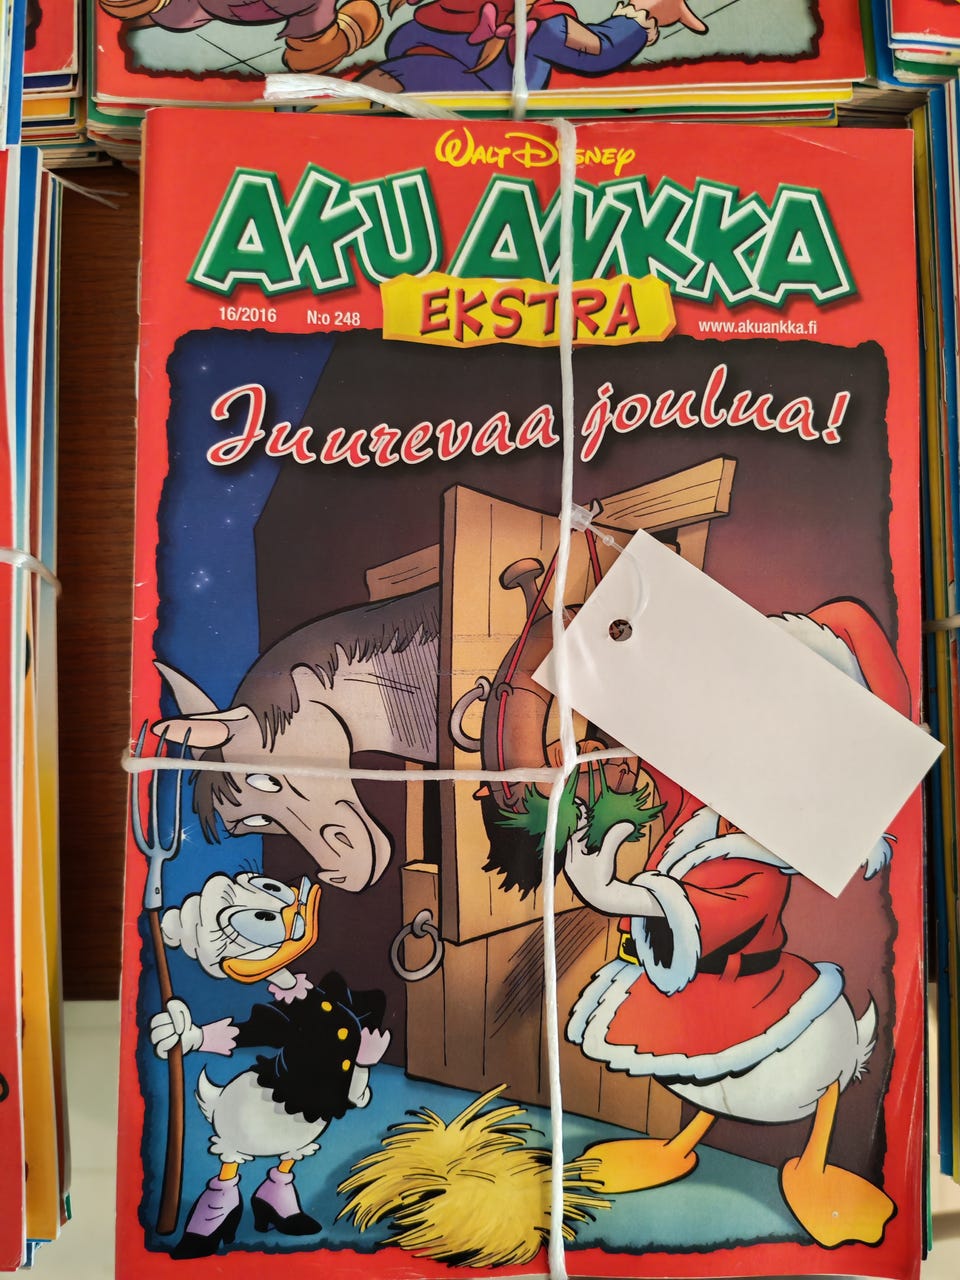 WALT DISNEY
AKU ANKKA
EKSTRA
16/2016 N:o 248
www.akuankka.fi
Juurevaa joulua!